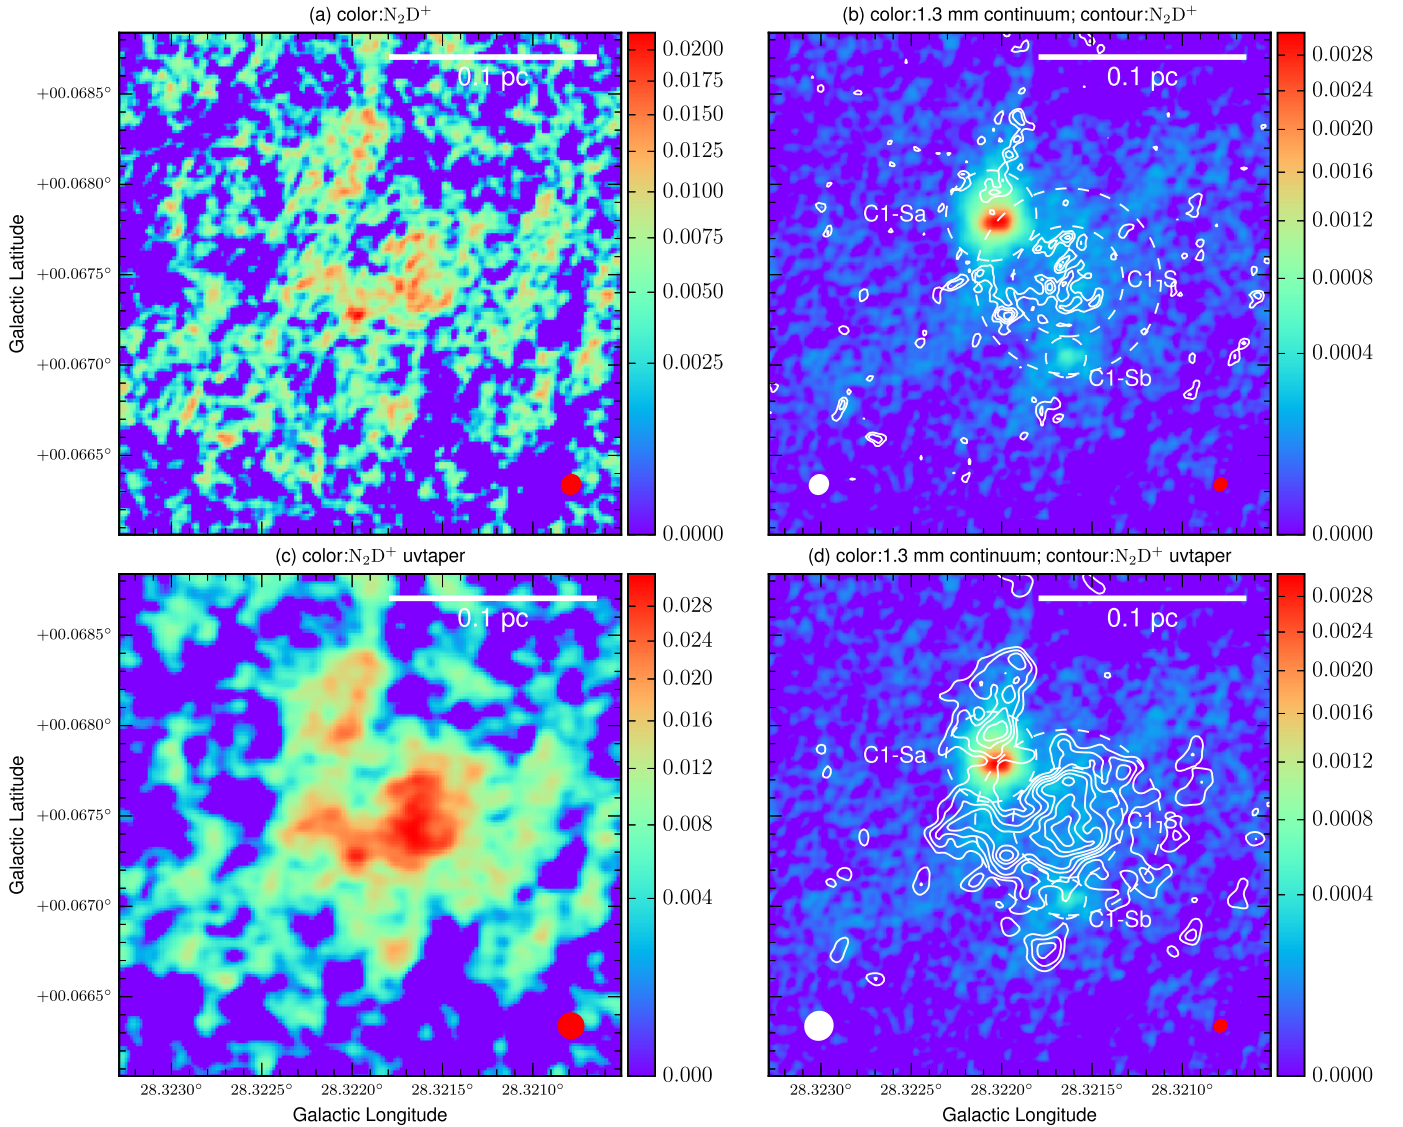 (a) color:N₂D⁺
0.1 pc
+00.0685°
+00.0680°
+00.0675°
+00.0670°
+00.0665°
Galactic Latitude
0.0200
0.0175
0.0150
0.0125
0.0100
0.0075
0.0050
0.0025
0.0000
(b) color:1.3 mm continuum; contour:N₂D⁺
0.1 pc
C1-Sa
C1-S
C1-Sb
0.0028
0.0024
0.0020
0.0016
0.0012
0.0008
0.0004
0.0000
(c) color:N₂D⁺ uvtaper
0.1 pc
+00.0685°
+00.0680°
+00.0675°
+00.0670°
+00.0665°
Galactic Latitude
28.3230°
28.3225°
28.3220°
28.3215°
28.3210°
Galactic Longitude
0.028
0.024
0.020
0.016
0.012
0.008
0.004
0.000
(d) color:1.3 mm continuum; contour:N₂D⁺ uvtaper
0.1 pc
C1-Sa
C1-S
C1-Sb
28.3230°
28.3225°
28.3220°
28.3215°
28.3210°
Galactic Longitude
0.0028
0.0024
0.0020
0.0016
0.0012
0.0008
0.0004
0.0000